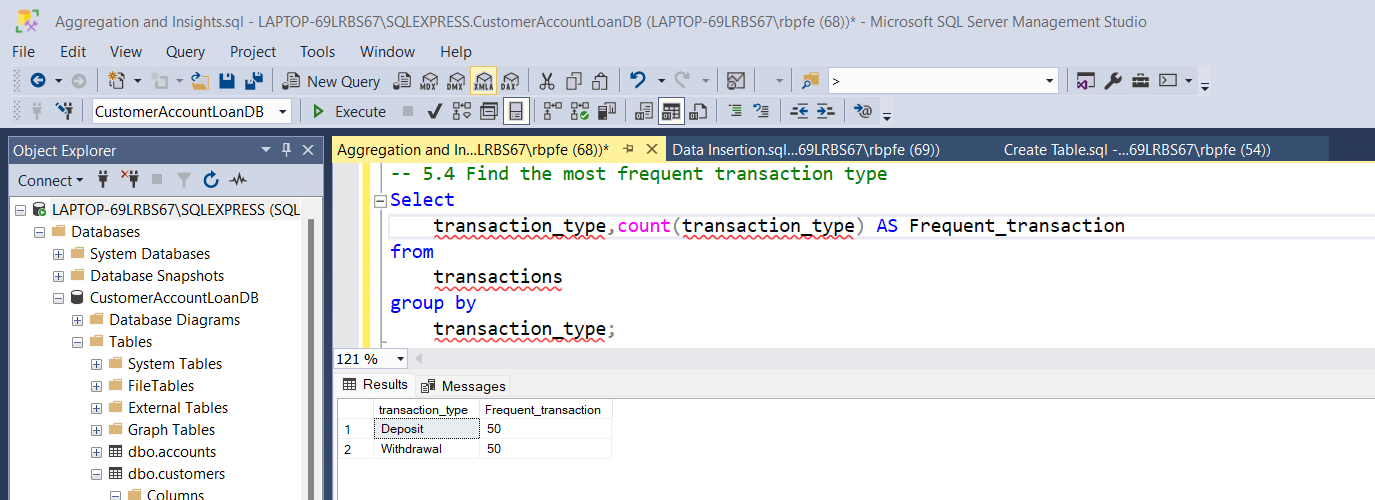 Aggregation and Insights.sql - LAPTOP-69LRBS67\SQLEXPRESS.CustomerAccountLoanDB (LAPTOP-69LRBS67\rbpfe (68))* - Microsoft SQL Server Management Studio
File Edit View Query Project Tools Window Help
New Query MDX DMX XMLA DAX >
CustomerAccountLoanDB Execute
Object Explorer
Connect
LAPTOP-69LRBS67\SQLEXPRESS (SQL
Databases
System Databases
Database Snapshots
CustomerAccountLoanDB
Database Diagrams
Tables
System Tables
FileTables
External Tables
Graph Tables
dbo.accounts
dbo.customers
Columns
Aggregation and In...LRBS67\rbpfe (68))* Data Insertion.sql...69LRBS67\rbpfe (69)) Create Table.sql -...69LRBS67\rbpfe (54))
-- 5.4 Find the most frequent transaction type
Select
transaction_type,count(transaction_type) AS Frequent_transaction
from
transactions
group by
transaction_type;
121 %
Results Messages
transaction_type Frequent_transaction
1 Deposit 50
2 Withdrawal 50